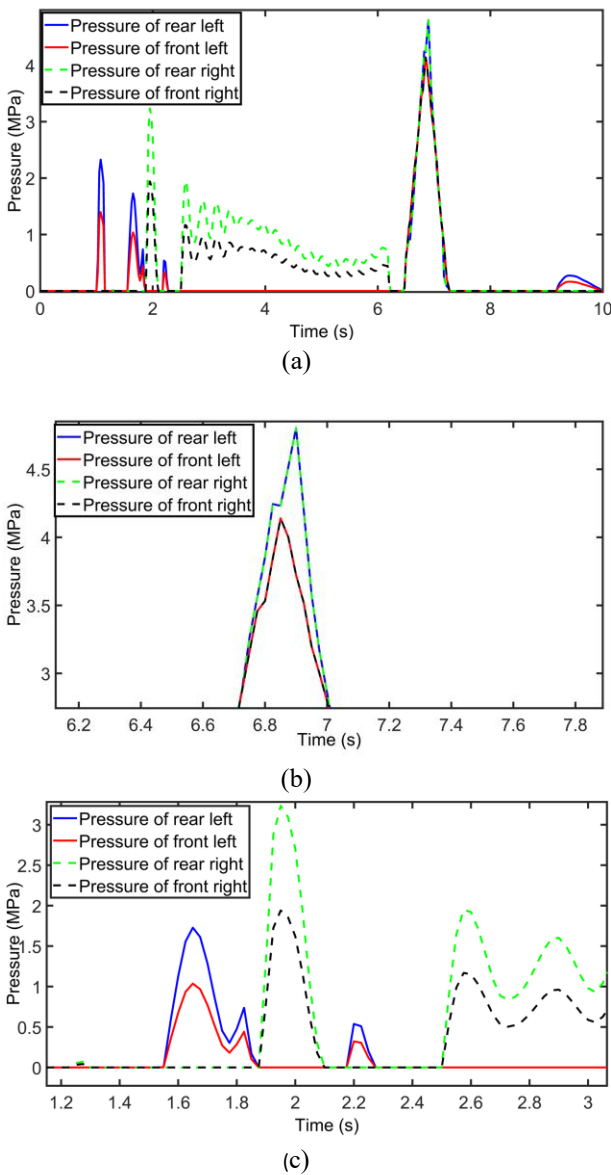 Pressure of rear left
Pressure of front left
Pressure of rear right
Pressure of front right
Pressure (MPa)
4
3
2
1
0
0 2 4 6 8 10
Time (s)
(a)
Pressure of rear left
Pressure of front left
Pressure of rear right
Pressure of front right
Pressure (MPa)
4.5
4
3.5
3
6.2 6.4 6.6 6.8 7 7.2 7.4 7.6 7.8
Time (s)
(b)
Pressure of rear left
Pressure of front left
Pressure of rear right
Pressure of front right
Pressure (MPa)
3
2.5
2
1.5
1
0.5
0
1.2 1.4 1.6 1.8 2 2.2 2.4 2.6 2.8 3
Time (s)
(c)